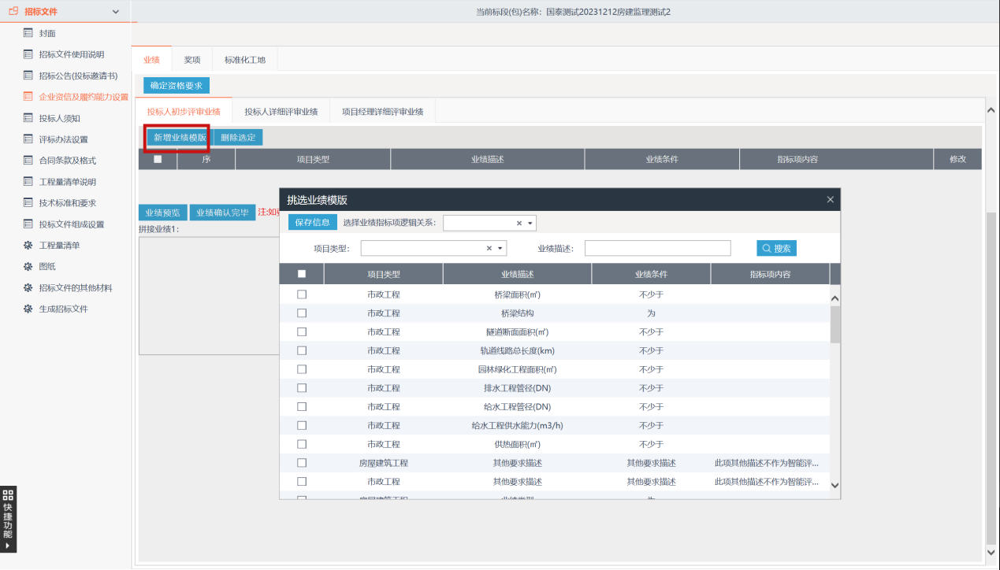 招标文件
当前标段(包)名称：国泰测试20231212房建监理测试2
封面
招标文件使用说明
招标公告(投标邀请书)
企业资信及履约能力设置
投标人须知
评标办法设置
合同条款及格式
工程量清单说明
技术标准和要求
投标文件组成设置
工程量清单
图纸
招标文件的其他材料
生成招标文件
快捷功能
业绩 奖项 标准化工地
确定资格要求
投标人初步评审业绩 投标人详细评审业绩 项目经理详细评审业绩
新增业绩模版 删除选定
序 项目类型 业绩描述 业绩条件 指标项内容 修改
业绩预览 业绩确认完毕 注:如
拼接业绩1:
挑选业绩模版
保存信息 选择业绩指标项逻辑关系:
项目类型: 业绩描述: 搜索
项目类型 业绩描述 业绩条件 指标项内容
市政工程 桥梁面积(㎡) 不少于
市政工程 桥梁结构 为
市政工程 隧道断面面积(㎡) 不少于
市政工程 轨道线路总长度(km) 不少于
市政工程 园林绿化工程面积(㎡) 不少于
市政工程 排水工程管径(DN) 不少于
市政工程 给水工程管径(DN) 不少于
市政工程 给水工程供水能力(m3/h) 不少于
市政工程 供热面积(㎡) 不少于
房屋建筑工程 其他要求描述 其他要求描述 此项其他描述不作为智能评...
市政工程 其他要求描述 其他要求描述 此项其他描述不作为智能评...